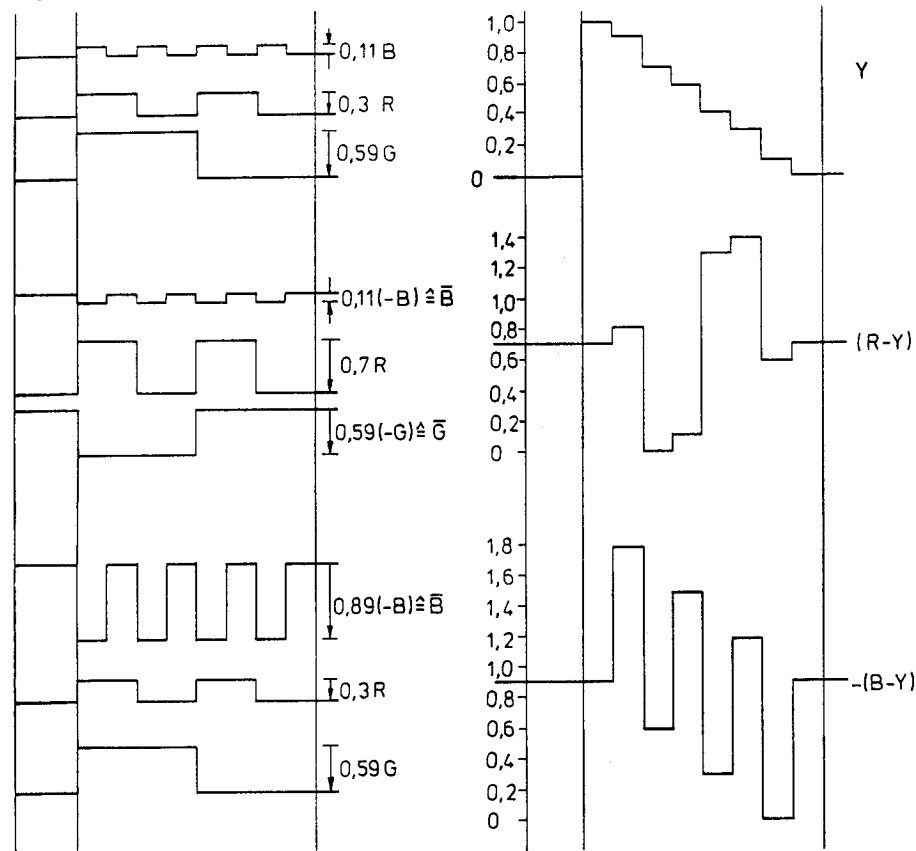 0,11 B
0,3 R
0,59 G
0,11(-B) ≙ B̅
0,7 R
0,59(-G) ≙ G̅
0,89(-B) ≙ B̅
0,3 R
0,59 G
1,0
0,8
0,6
0,4
0,2
0
Y
1,4
1,2
1,0
0,8
0,6
0,4
0,2
0
(R-Y)
1,8
1,6
1,4
1,2
1,0
0,8
0,6
0,4
0,2
0
-(B-Y)